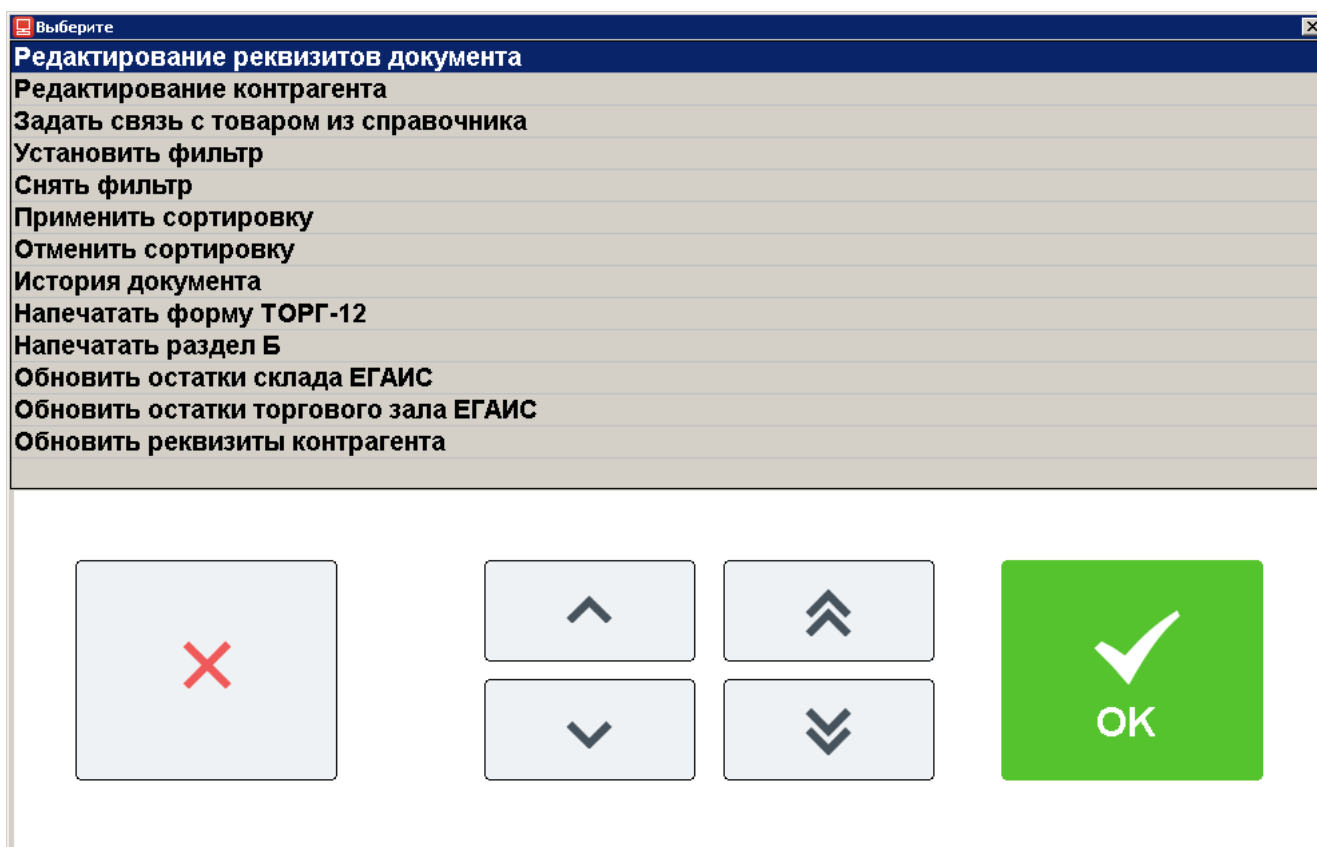 Выберите
Редактирование реквизитов документа
Редактирование контрагента
Задать связь с товаром из справочника
Установить фильтр
Снять фильтр
Применить сортировку
Отменить сортировку
История документа
Напечатать форму ТОРГ-12
Напечатать раздел Б
Обновить остатки склада ЕГАИС
Обновить остатки торгового зала ЕГАИС
Обновить реквизиты контрагента
ОК